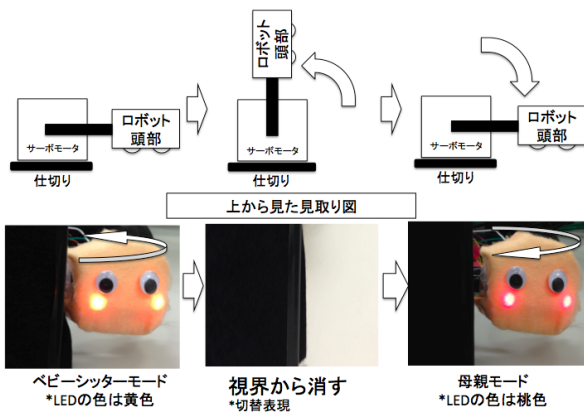 ロボット
頭部
サーボモータ
仕切り
ロボット
頭部
サーボモータ
仕切り
ロボット
頭部
サーボモータ
仕切り
上から見た見取り図
ベビーシッターモード
*LEDの色は黄色
視界から消す
*切替表現
母親モード
*LEDの色は桃色